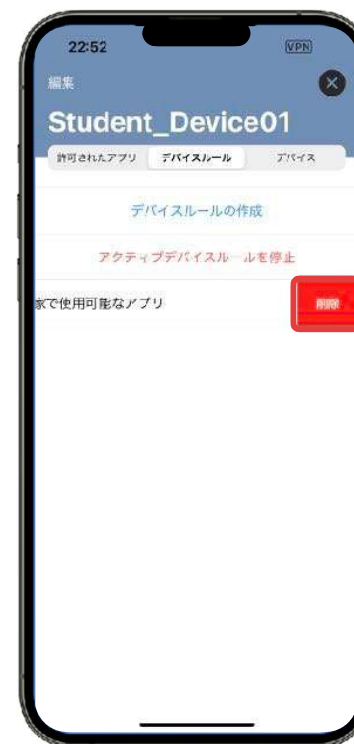 22:52
VPN
編集
Student_Device01
許可されたアプリ
デバイスルール
デバイス
デバイスルールの作成
アクティブデバイスルールを停止
家で使用可能なアプリ
削除